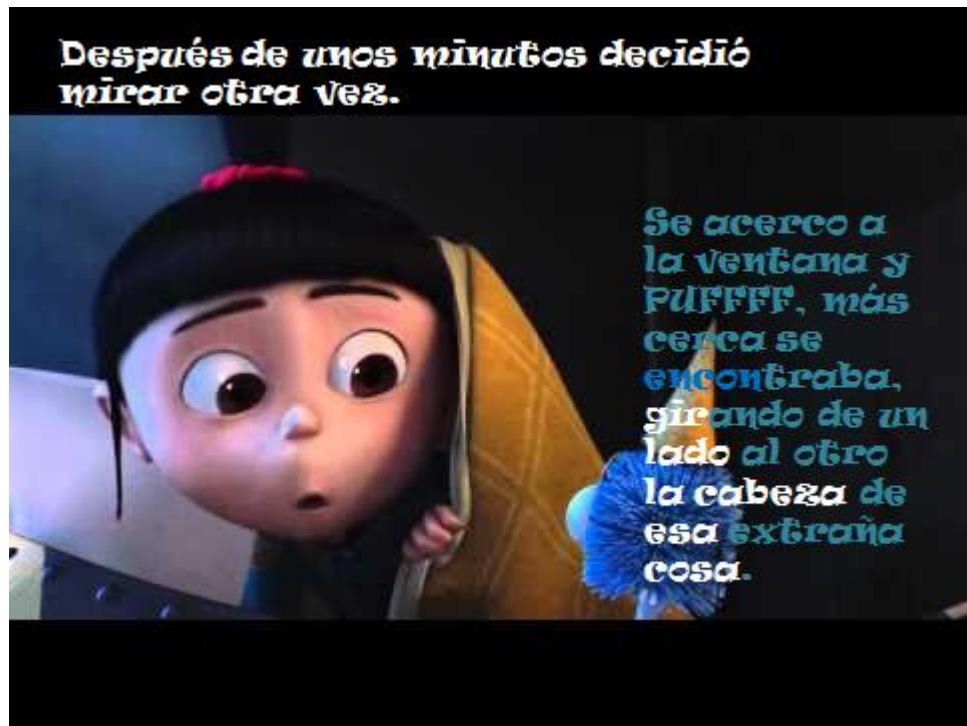 Después de unos minutos decidió
mirar otra vez.
Se acerco a
la ventana y
PUFFFF, más
cerca se
encontraba,
girando de un
lado al otro
la cabeza de
esa extraña
cosa.